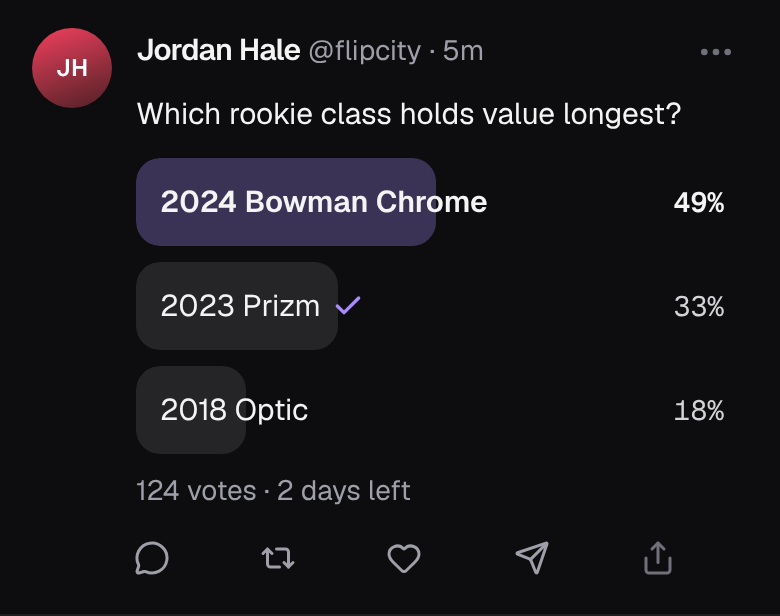 JH
Jordan Hale @flipcity · 5m
Which rookie class holds value longest?
2024 Bowman Chrome 49%
2023 Prizm 33%
2018 Optic 18%
124 votes · 2 days left